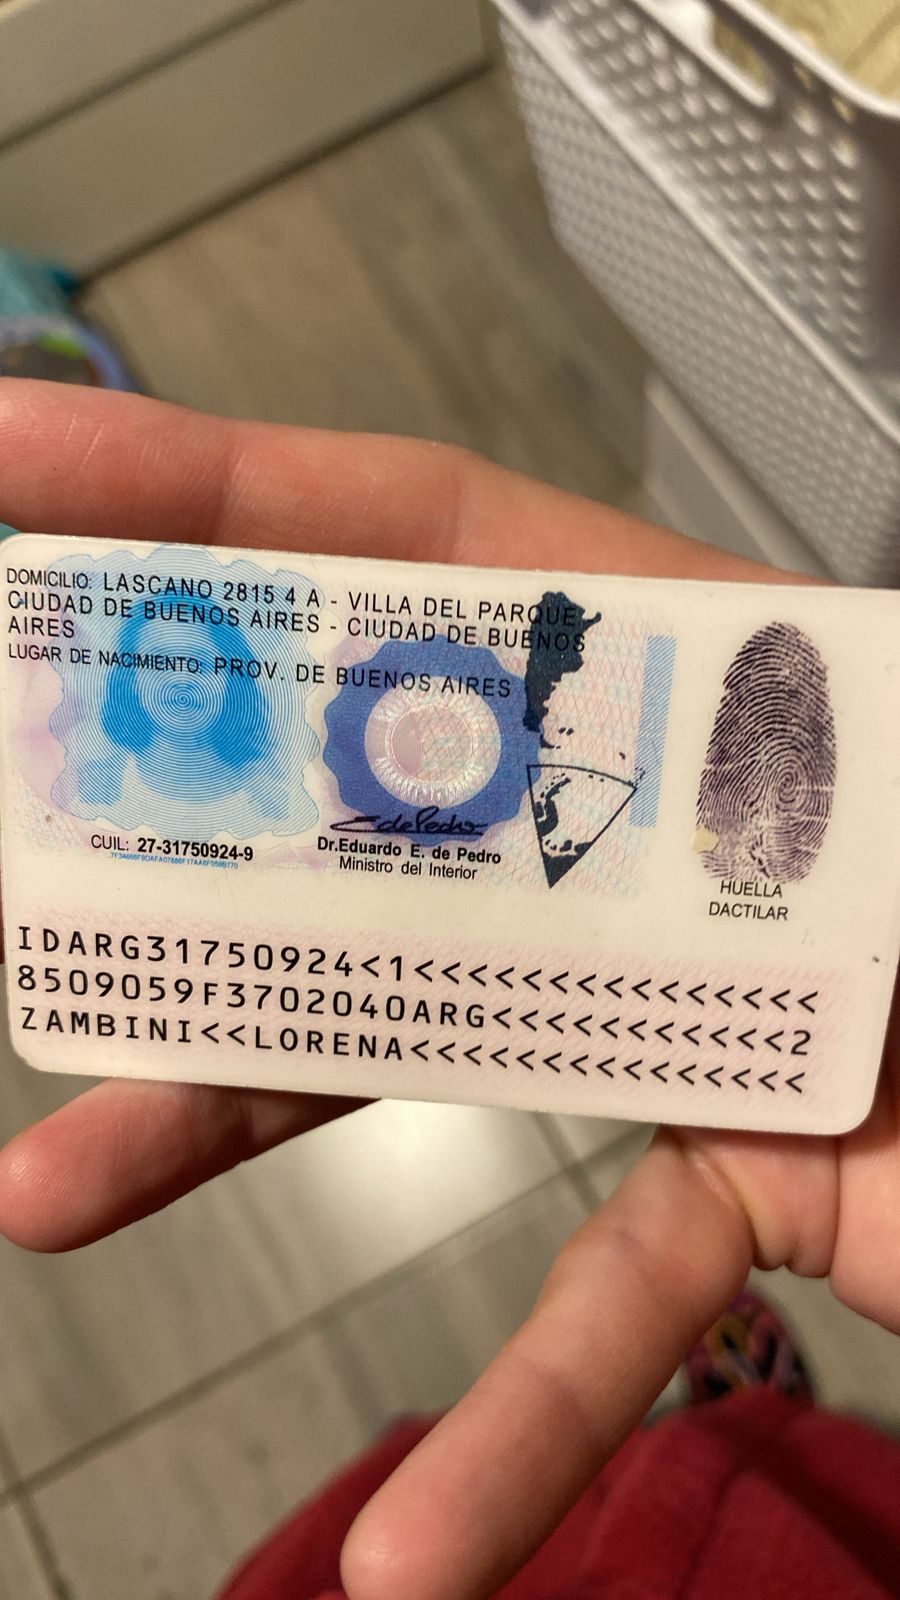 DOMICILIO: LASCANO 2815 4 A - VILLA DEL PARQUE
CIUDAD DE BUENOS AIRES - CIUDAD DE BUENOS
AIRES
LUGAR DE NACIMIENTO: PROV. DE BUENOS AIRES
CUIL: 27-31750924-9
Dr.Eduardo E. de Pedro
Ministro del Interior
HUELLA
DACTILAR
IDARG31750924<1<<<<<<<<<<<<<<<
8509059F3702040ARG<<<<<<<<<<<2
ZAMBINI<<LORENA<<<<<<<<<<<<<<<